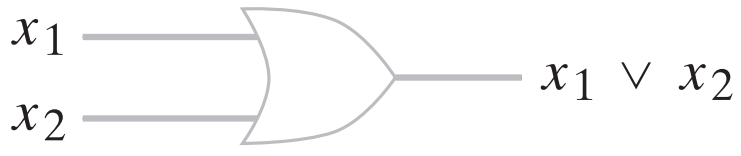 x₁
x₁ ∨ x₂
x₂